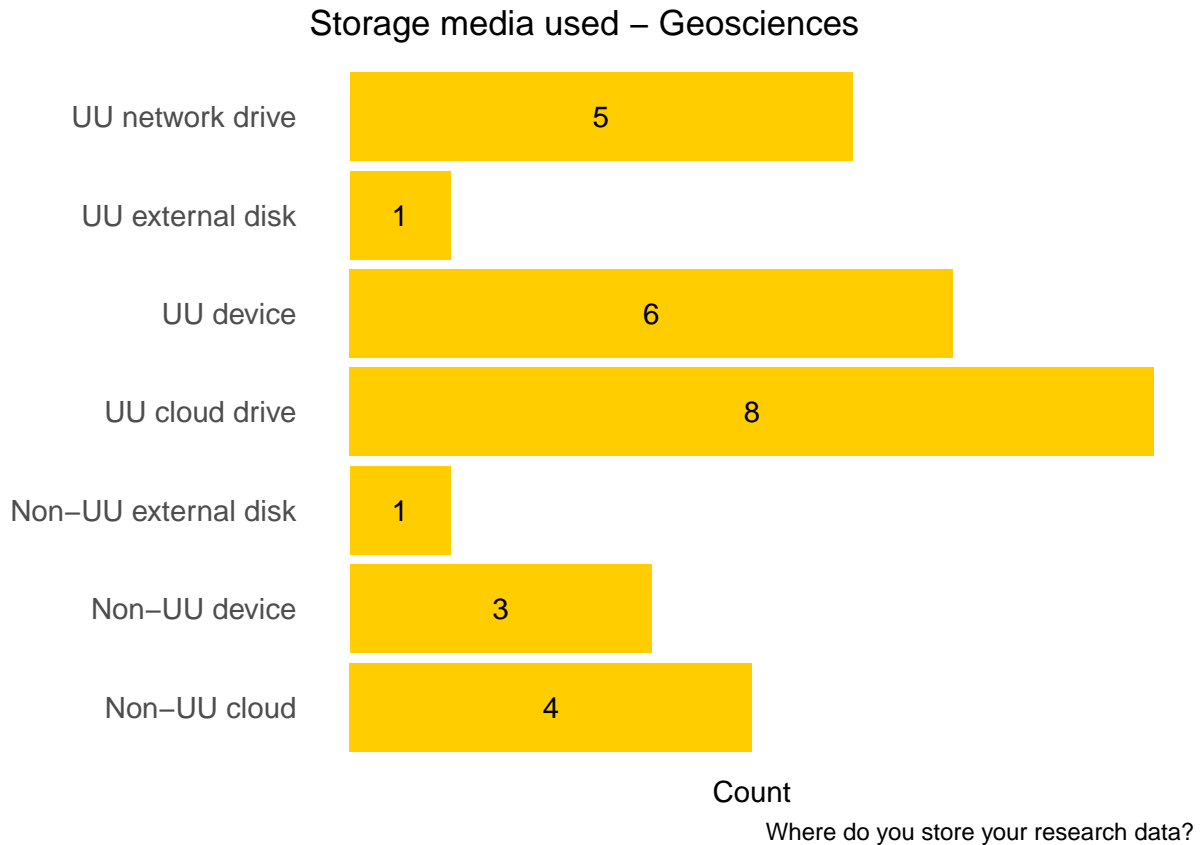 Storage media used – Geosciences
UU network drive
5
UU external disk
1
UU device
6
UU cloud drive
8
Non−UU external disk
1
Non−UU device
3
Non−UU cloud
4
Count
Where do you store your research data?